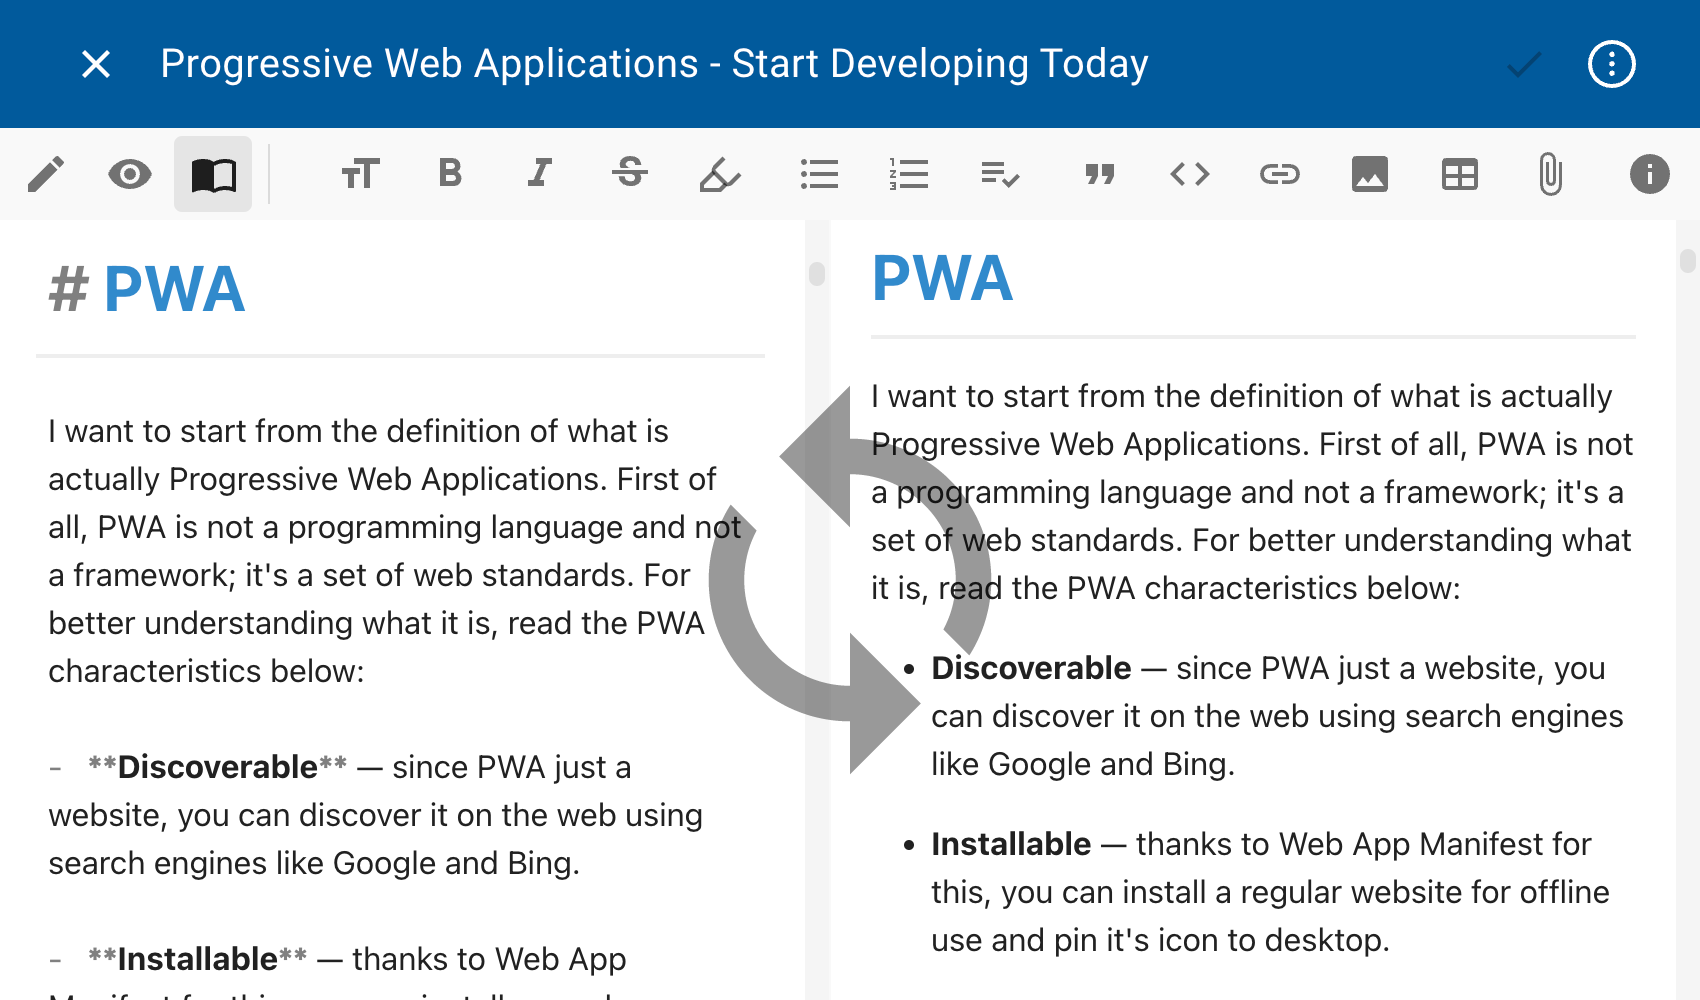 Progressive Web Applications - Start Developing Today
# PWA
I want to start from the definition of what is
actually Progressive Web Applications. First of
all, PWA is not a programming language and not
a framework; it's a set of web standards. For
better understanding what it is, read the PWA
characteristics below:
- **Discoverable** — since PWA just a
website, you can discover it on the web using
search engines like Google and Bing.
- **Installable** — thanks to Web App
PWA
I want to start from the definition of what is actually
Progressive Web Applications. First of all, PWA is not
a programming language and not a framework; it's a
set of web standards. For better understanding what
it is, read the PWA characteristics below:
• Discoverable — since PWA just a website, you
can discover it on the web using search engines
like Google and Bing.
• Installable — thanks to Web App Manifest for
this, you can install a regular website for offline
use and pin it's icon to desktop.